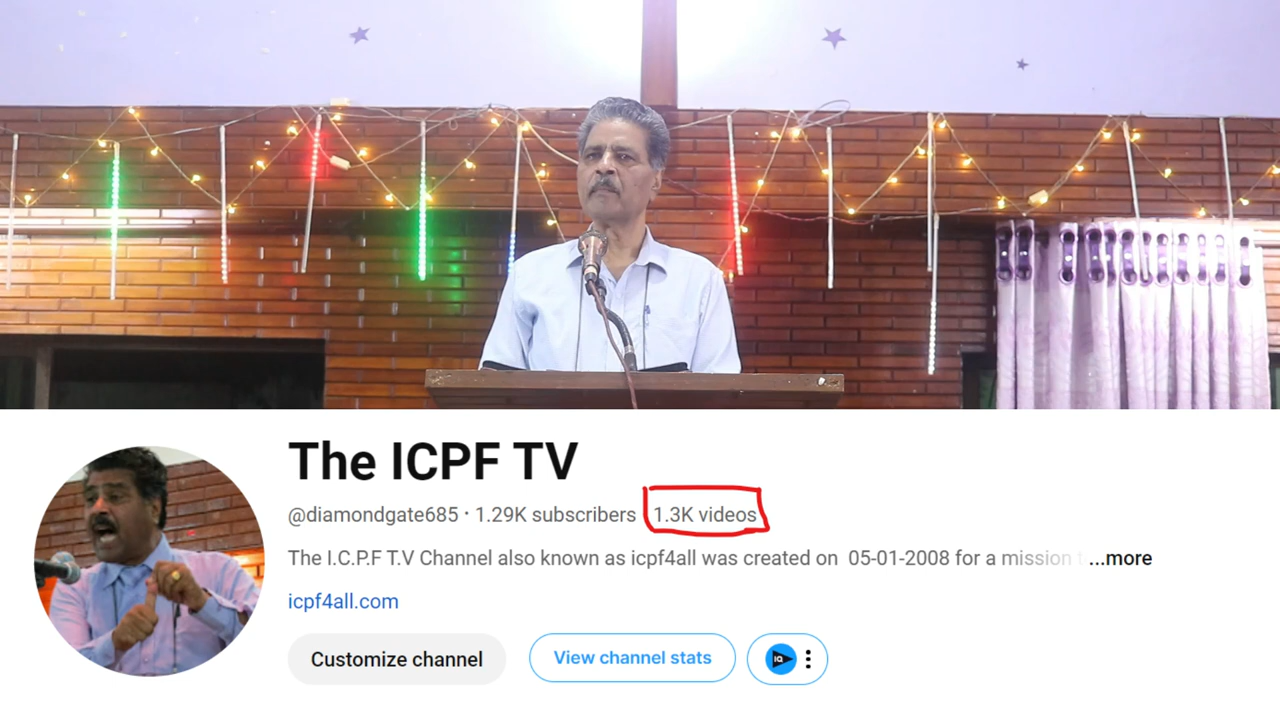 The ICPF TV
@diamondgate685 · 1.29K subscribers 1.3K videos
The I.C.P.F T.V Channel also known as icpf4all was created on 05-01-2008 for a mission ...more
icpf4all.com
Customize channel View channel stats IQ